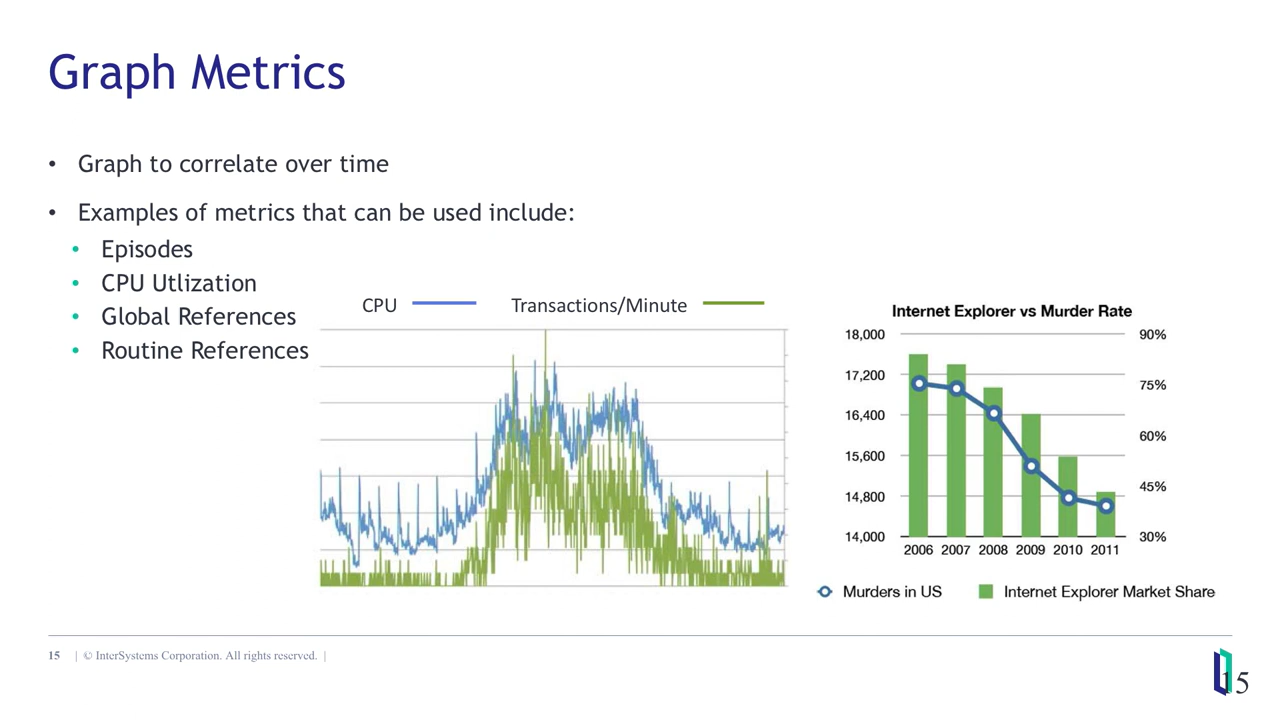 Graph Metrics
• Graph to correlate over time
• Examples of metrics that can be used include:
• Episodes
• CPU Utlization
• Global References
• Routine References
CPU Transactions/Minute
Internet Explorer vs Murder Rate
18,000 90%
17,200 75%
16,400 60%
15,600 45%
14,800 30%
14,000
2006 2007 2008 2009 2010 2011
Murders in US Internet Explorer Market Share
15 | © InterSystems Corporation. All rights reserved. |
15